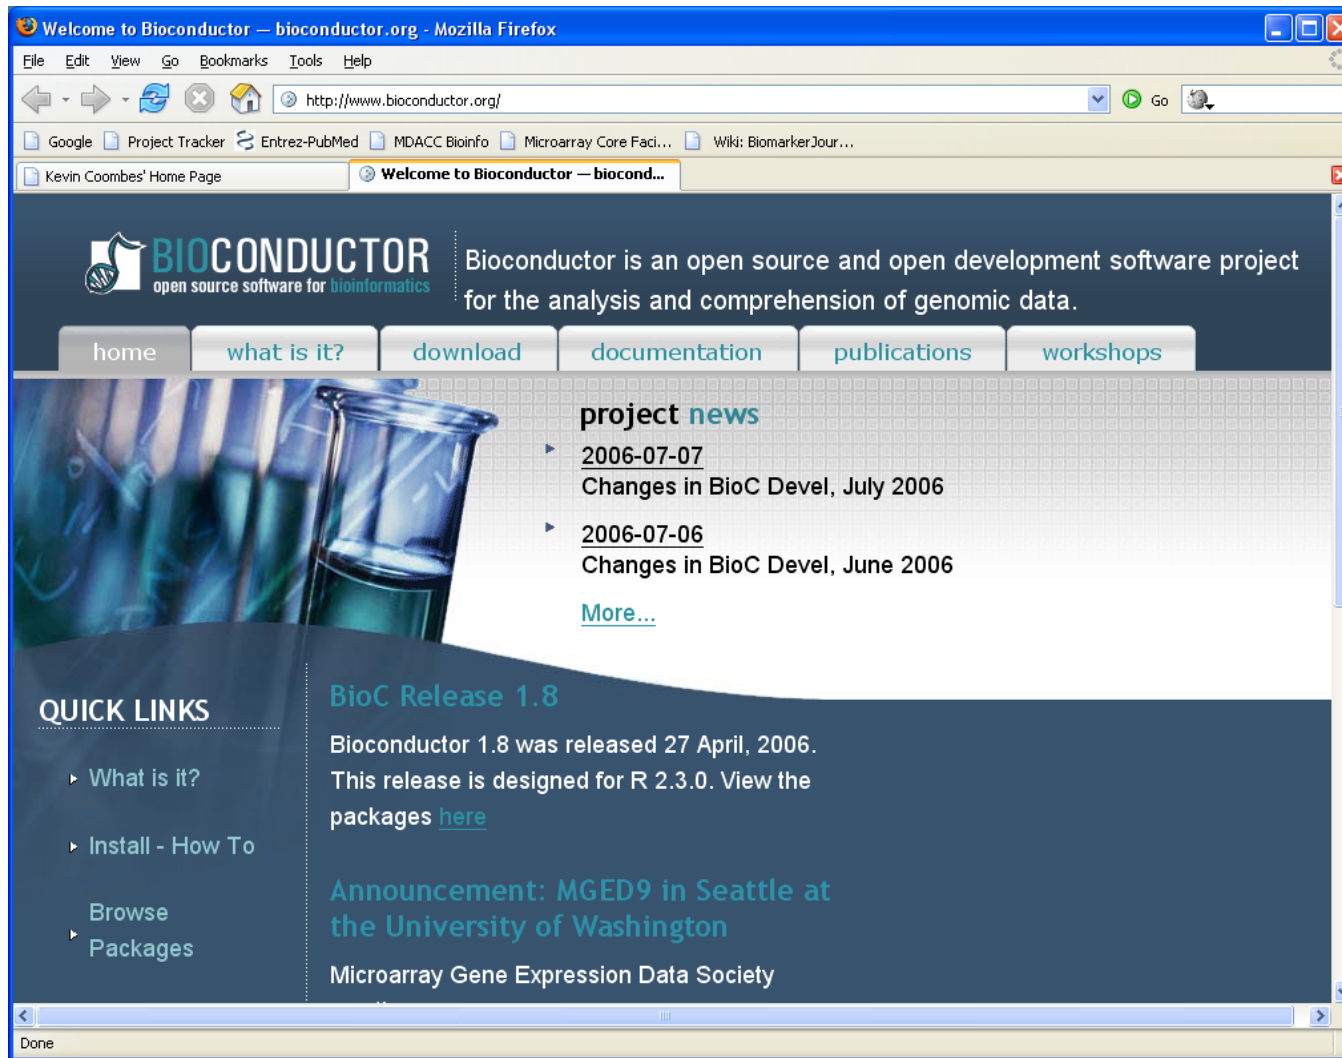 Welcome to Bioconductor — bioconductor.org - Mozilla Firefox
File Edit View Go Bookmarks Tools Help
http://www.bioconductor.org/ Go
Google Project Tracker Entrez-PubMed MDACC Bioinfo Microarray Core Faci... Wiki: BiomarkerJour...
Kevin Coombes' Home Page Welcome to Bioconductor — biocond...
BIOCONDUCTOR
open source software for bioinformatics
Bioconductor is an open source and open development software project
for the analysis and comprehension of genomic data.
home what is it? download documentation publications workshops
project news
2006-07-07
Changes in BioC Devel, July 2006
2006-07-06
Changes in BioC Devel, June 2006
More...
QUICK LINKS
What is it?
Install - How To
Browse
Packages
BioC Release 1.8
Bioconductor 1.8 was released 27 April, 2006.
This release is designed for R 2.3.0. View the
packages here
Announcement: MGED9 in Seattle at
the University of Washington
Microarray Gene Expression Data Society
Done